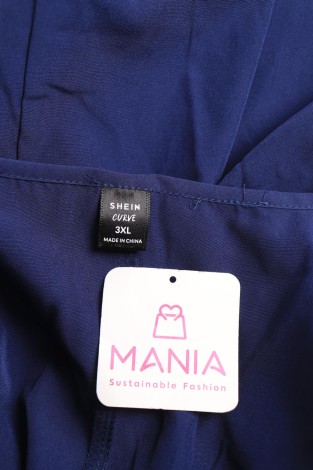 SHEIN
CURVE
3XL
MADE IN CHINA
MANIA
Sustainable Fashion